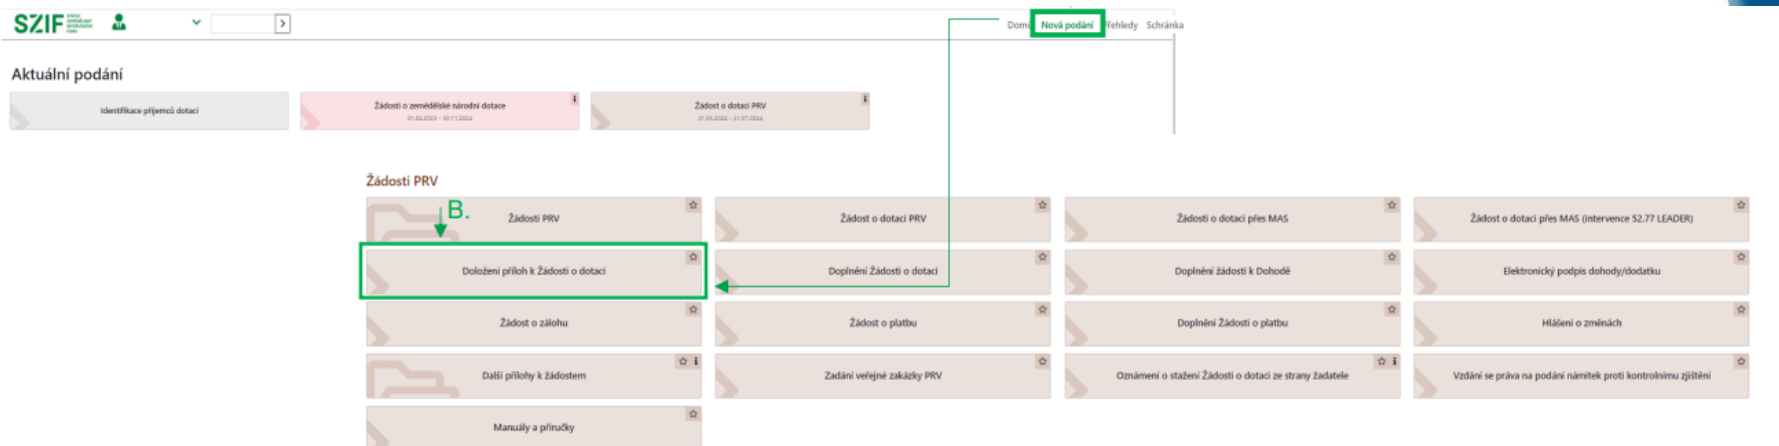 SZIF STÁTNÍ ZEMĚDĚLSKÝ INTERVENČNÍ FOND
Domů Nová podání Přehledy Schránka
Aktuální podání
Identifikace příjemců dotací
Žádosti o zemědělské národní dotace
Žádost o dotaci PRV
Žádosti PRV
B.
Žádosti PRV
Žádost o dotaci PRV
Žádosti o dotaci přes MAS
Žádost o dotaci přes MAS (intervence 52.77 LEADER)
Doložení příloh k Žádosti o dotaci
Doplnění Žádosti o dotaci
Doplnění žádosti k Dohodě
Elektronický podpis dohody/dodatku
Žádost o zálohu
Žádost o platbu
Doplnění Žádosti o platbu
Hlášení o změnách
Další přílohy k žádostem
Zadání veřejné zakázky PRV
Oznámení o stažení Žádosti o dotaci ze strany žadatele
Vzdání se práva na podání námitek proti kontrolnímu zjištění
Manuály a příručky